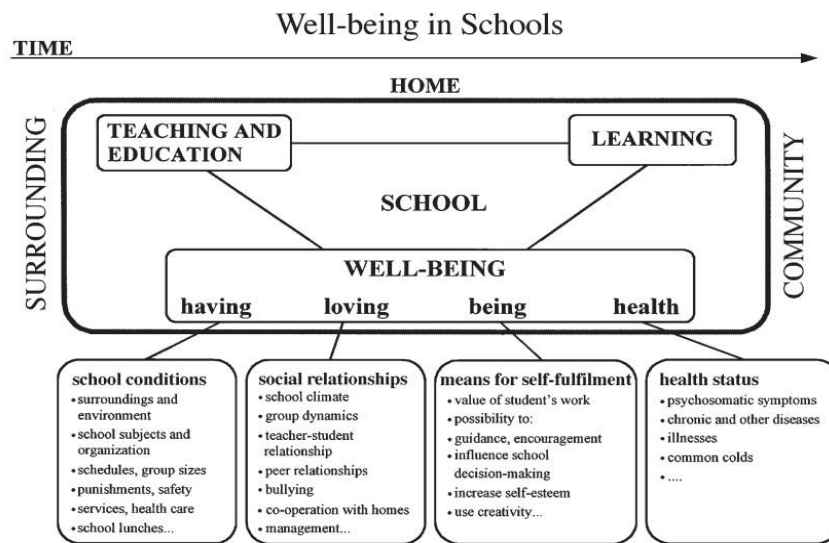 Well-being in Schools
TIME
HOME
SURROUNDING
COMMUNITY
TEACHING AND
EDUCATION
LEARNING
SCHOOL
WELL-BEING
having loving being health
school conditions
• surroundings and
environment
• school subjects and
organization
• schedules, group sizes
• punishments, safety
• services, health care
• school lunches...
social relationships
• school climate
• group dynamics
• teacher-student
relationship
• peer relationships
• bullying
• co-operation with homes
• management...
means for self-fulfilment
• value of student's work
• possibility to:
• guidance, encouragement
• influence school
decision-making
• increase self-esteem
• use creativity...
health status
• psychosomatic symptoms
• chronic and other diseases
• illnesses
• common colds
• ....